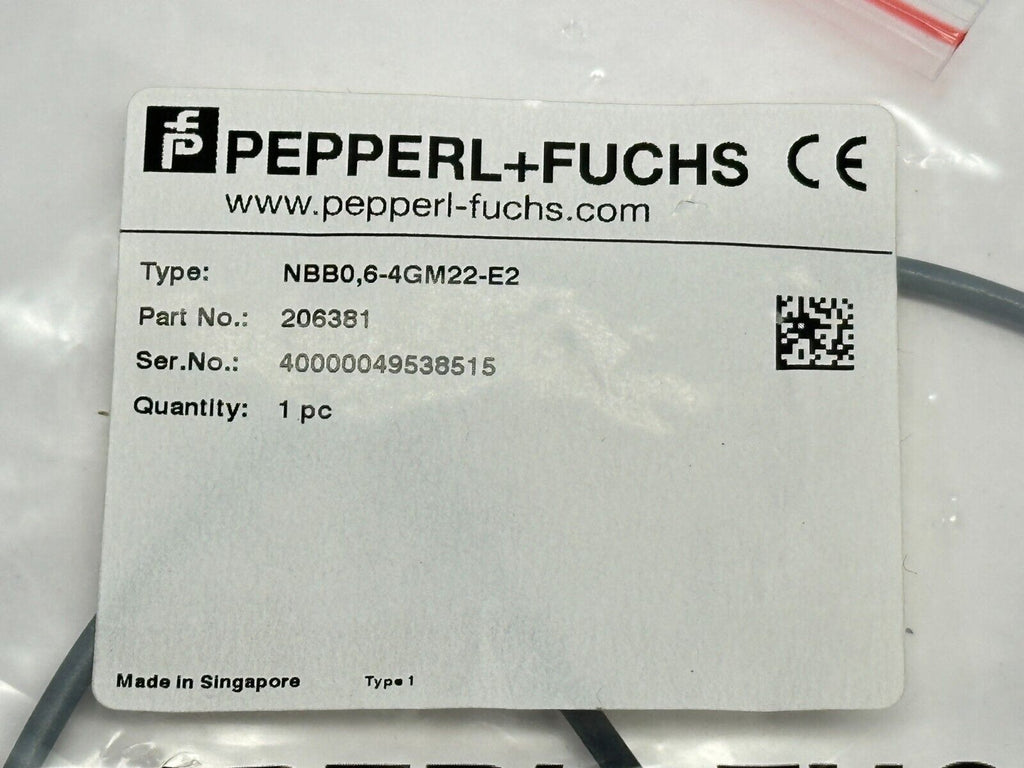 PEPPERL+FUCHS CE
www.pepperl-fuchs.com
Type: NBB0,6-4GM22-E2
Part No.: 206381
Ser.No.: 40000049538515
Quantity: 1 pc
Made in Singapore Type 1